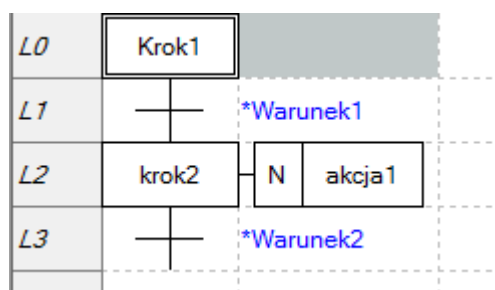 L0 Krok1
L1 *Warunek1
L2 krok2 N akcja1
L3 *Warunek2